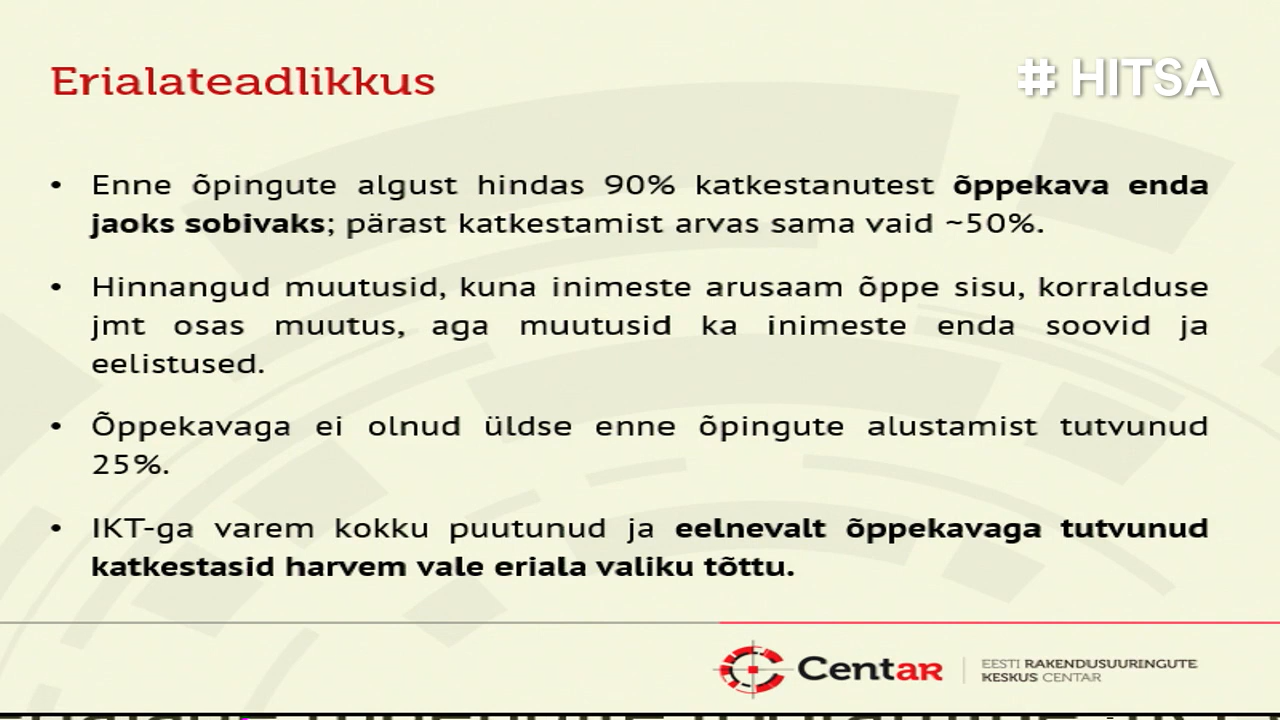 Erialateadlikkus
# HITSA
• Enne õpingute algust hindas 90% katkestanutest õppekava enda
jaoks sobivaks; pärast katkestamist arvas sama vaid ~50%.
• Hinnangud muutusid, kuna inimeste arusaam õppe sisu, korralduse
jmt osas muutus, aga muutusid ka inimeste enda soovid ja
eelistused.
• Õppekavaga ei olnud üldse enne õpingute alustamist tutvunud
25%.
• IKT-ga varem kokku puutunud ja eelnevalt õppekavaga tutvunud
katkestasid harvem vale eriala valiku tõttu.
Centar
EESTI RAKENDUSUURINGUTE
KESKUS CENTAR